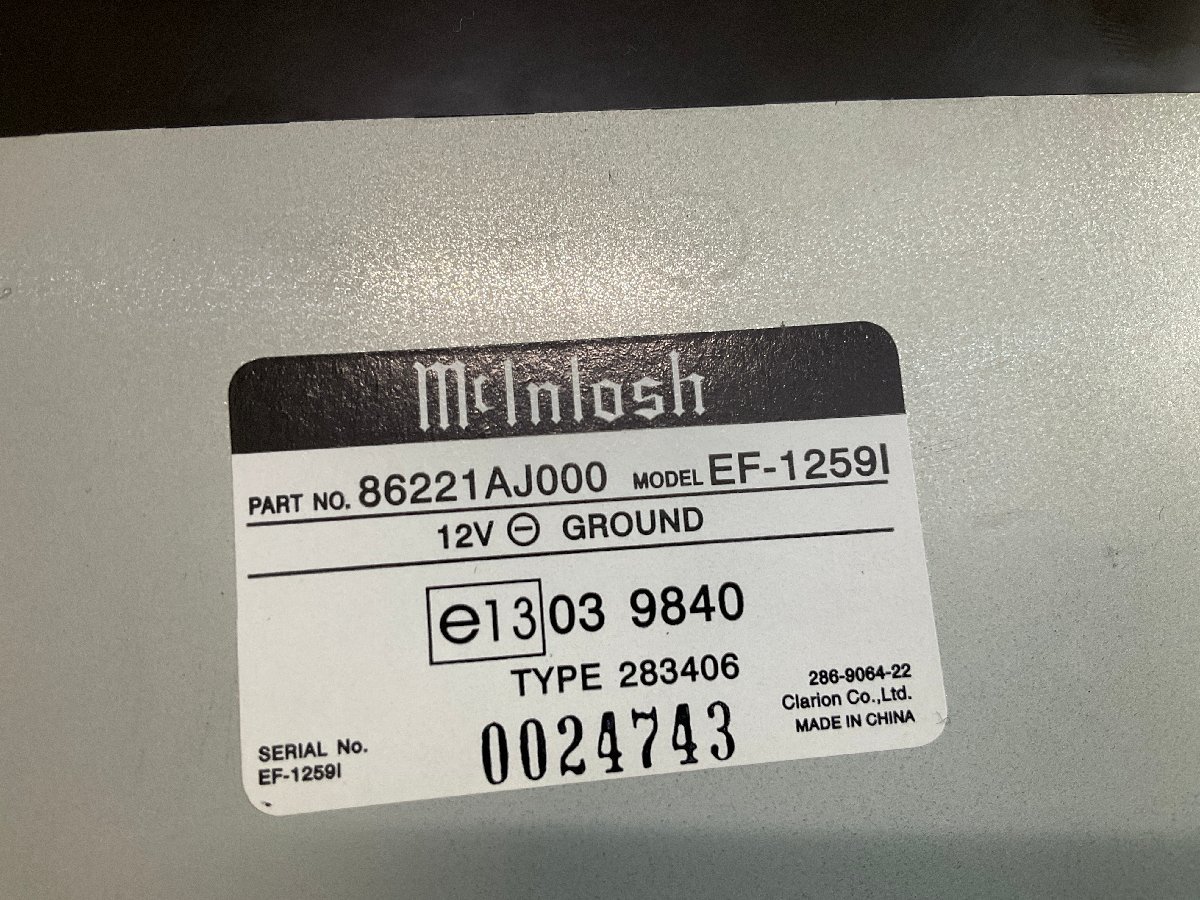 McIntosh
PART NO. 86221AJ000 MODEL EF-1259I
12V ⊖ GROUND
e13 03 9840
TYPE 283406
286-9064-22
Clarion Co.,Ltd.
MADE IN CHINA
SERIAL No.
EF-1259I
0024743